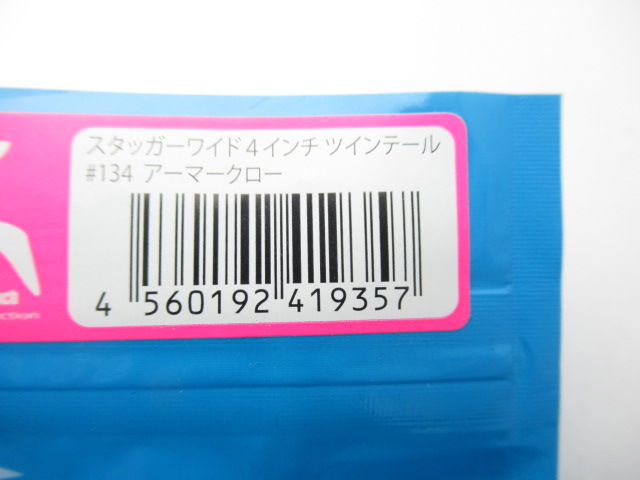 スタッガーワイド4インチ ツインテール
#134 アーマークロー
4 560192 419357